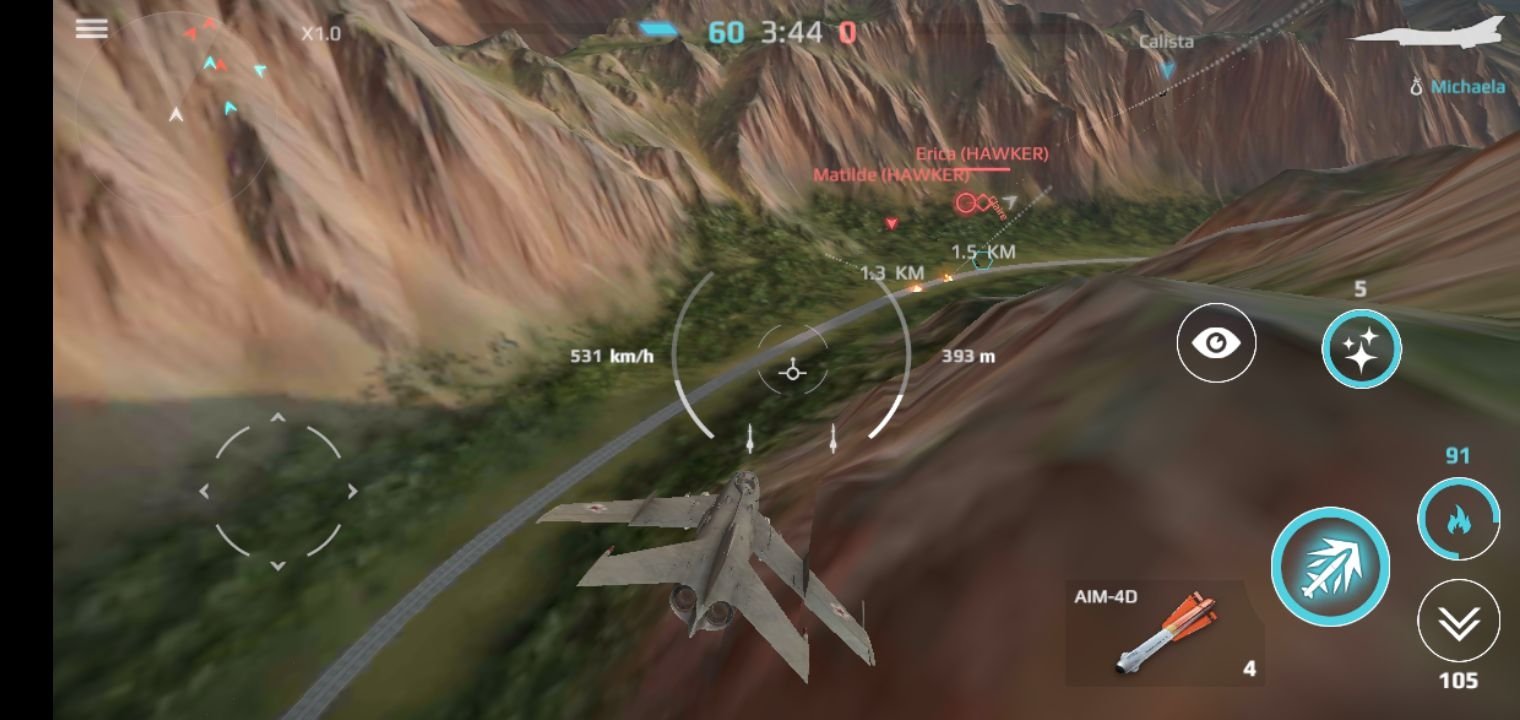 X1.0
60 3:44 0
Calista
Michaela
Erica (HAWKER)
Matilde (HAWKER)
1.5 KM
1.3 KM
5
531 km/h
393 m
91
AIM-4D
4
105